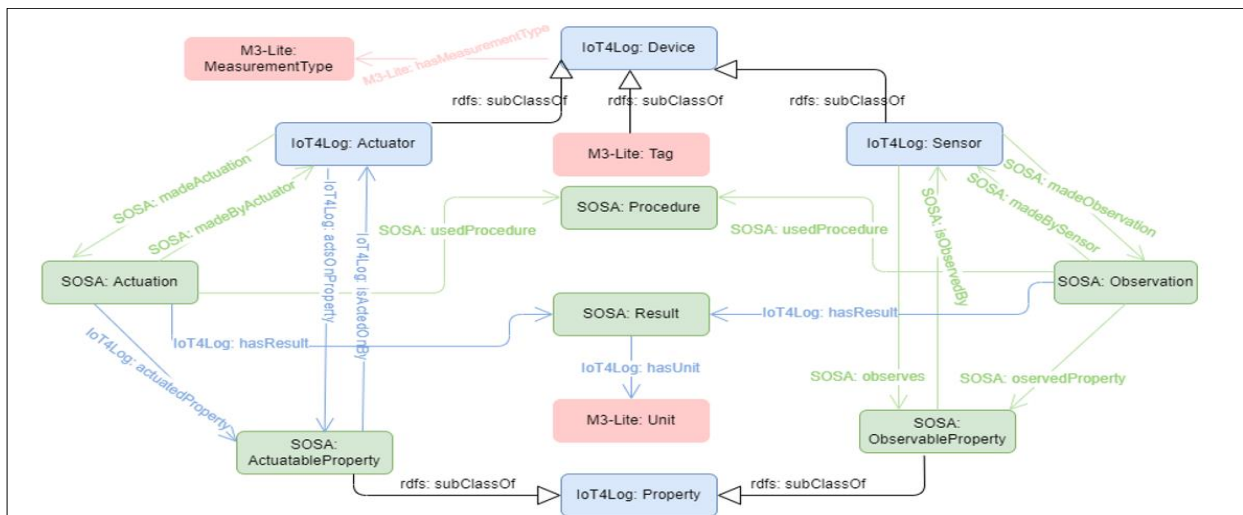 M3-Lite:
MeasurementType
M3-Lite: hasMeasurementType
IoT4Log: Device
rdfs: subClassOf
rdfs: subClassOf
rdfs: subClassOf
IoT4Log: Actuator
M3-Lite: Tag
IoT4Log: Sensor
SOSA: madeActuation
SOSA: madeByActuator
IoT4Log: actsOnProperty
IoT4Log: isActedOnBy
SOSA: Procedure
SOSA: usedProcedure
SOSA: usedProcedure
SOSA: isObservedBy
SOSA: madeBySensor
SOSA: madeObservation
SOSA: Actuation
SOSA: Observation
SOSA: Result
IoT4Log: hasResult
IoT4Log: hasResult
IoT4Log: actuatedProperty
IoT4Log: hasUnit
SOSA: observes
SOSA: oservedProperty
M3-Lite: Unit
SOSA:
ActuatableProperty
SOSA:
ObservableProperty
rdfs: subClassOf
IoT4Log: Property
rdfs: subClassOf